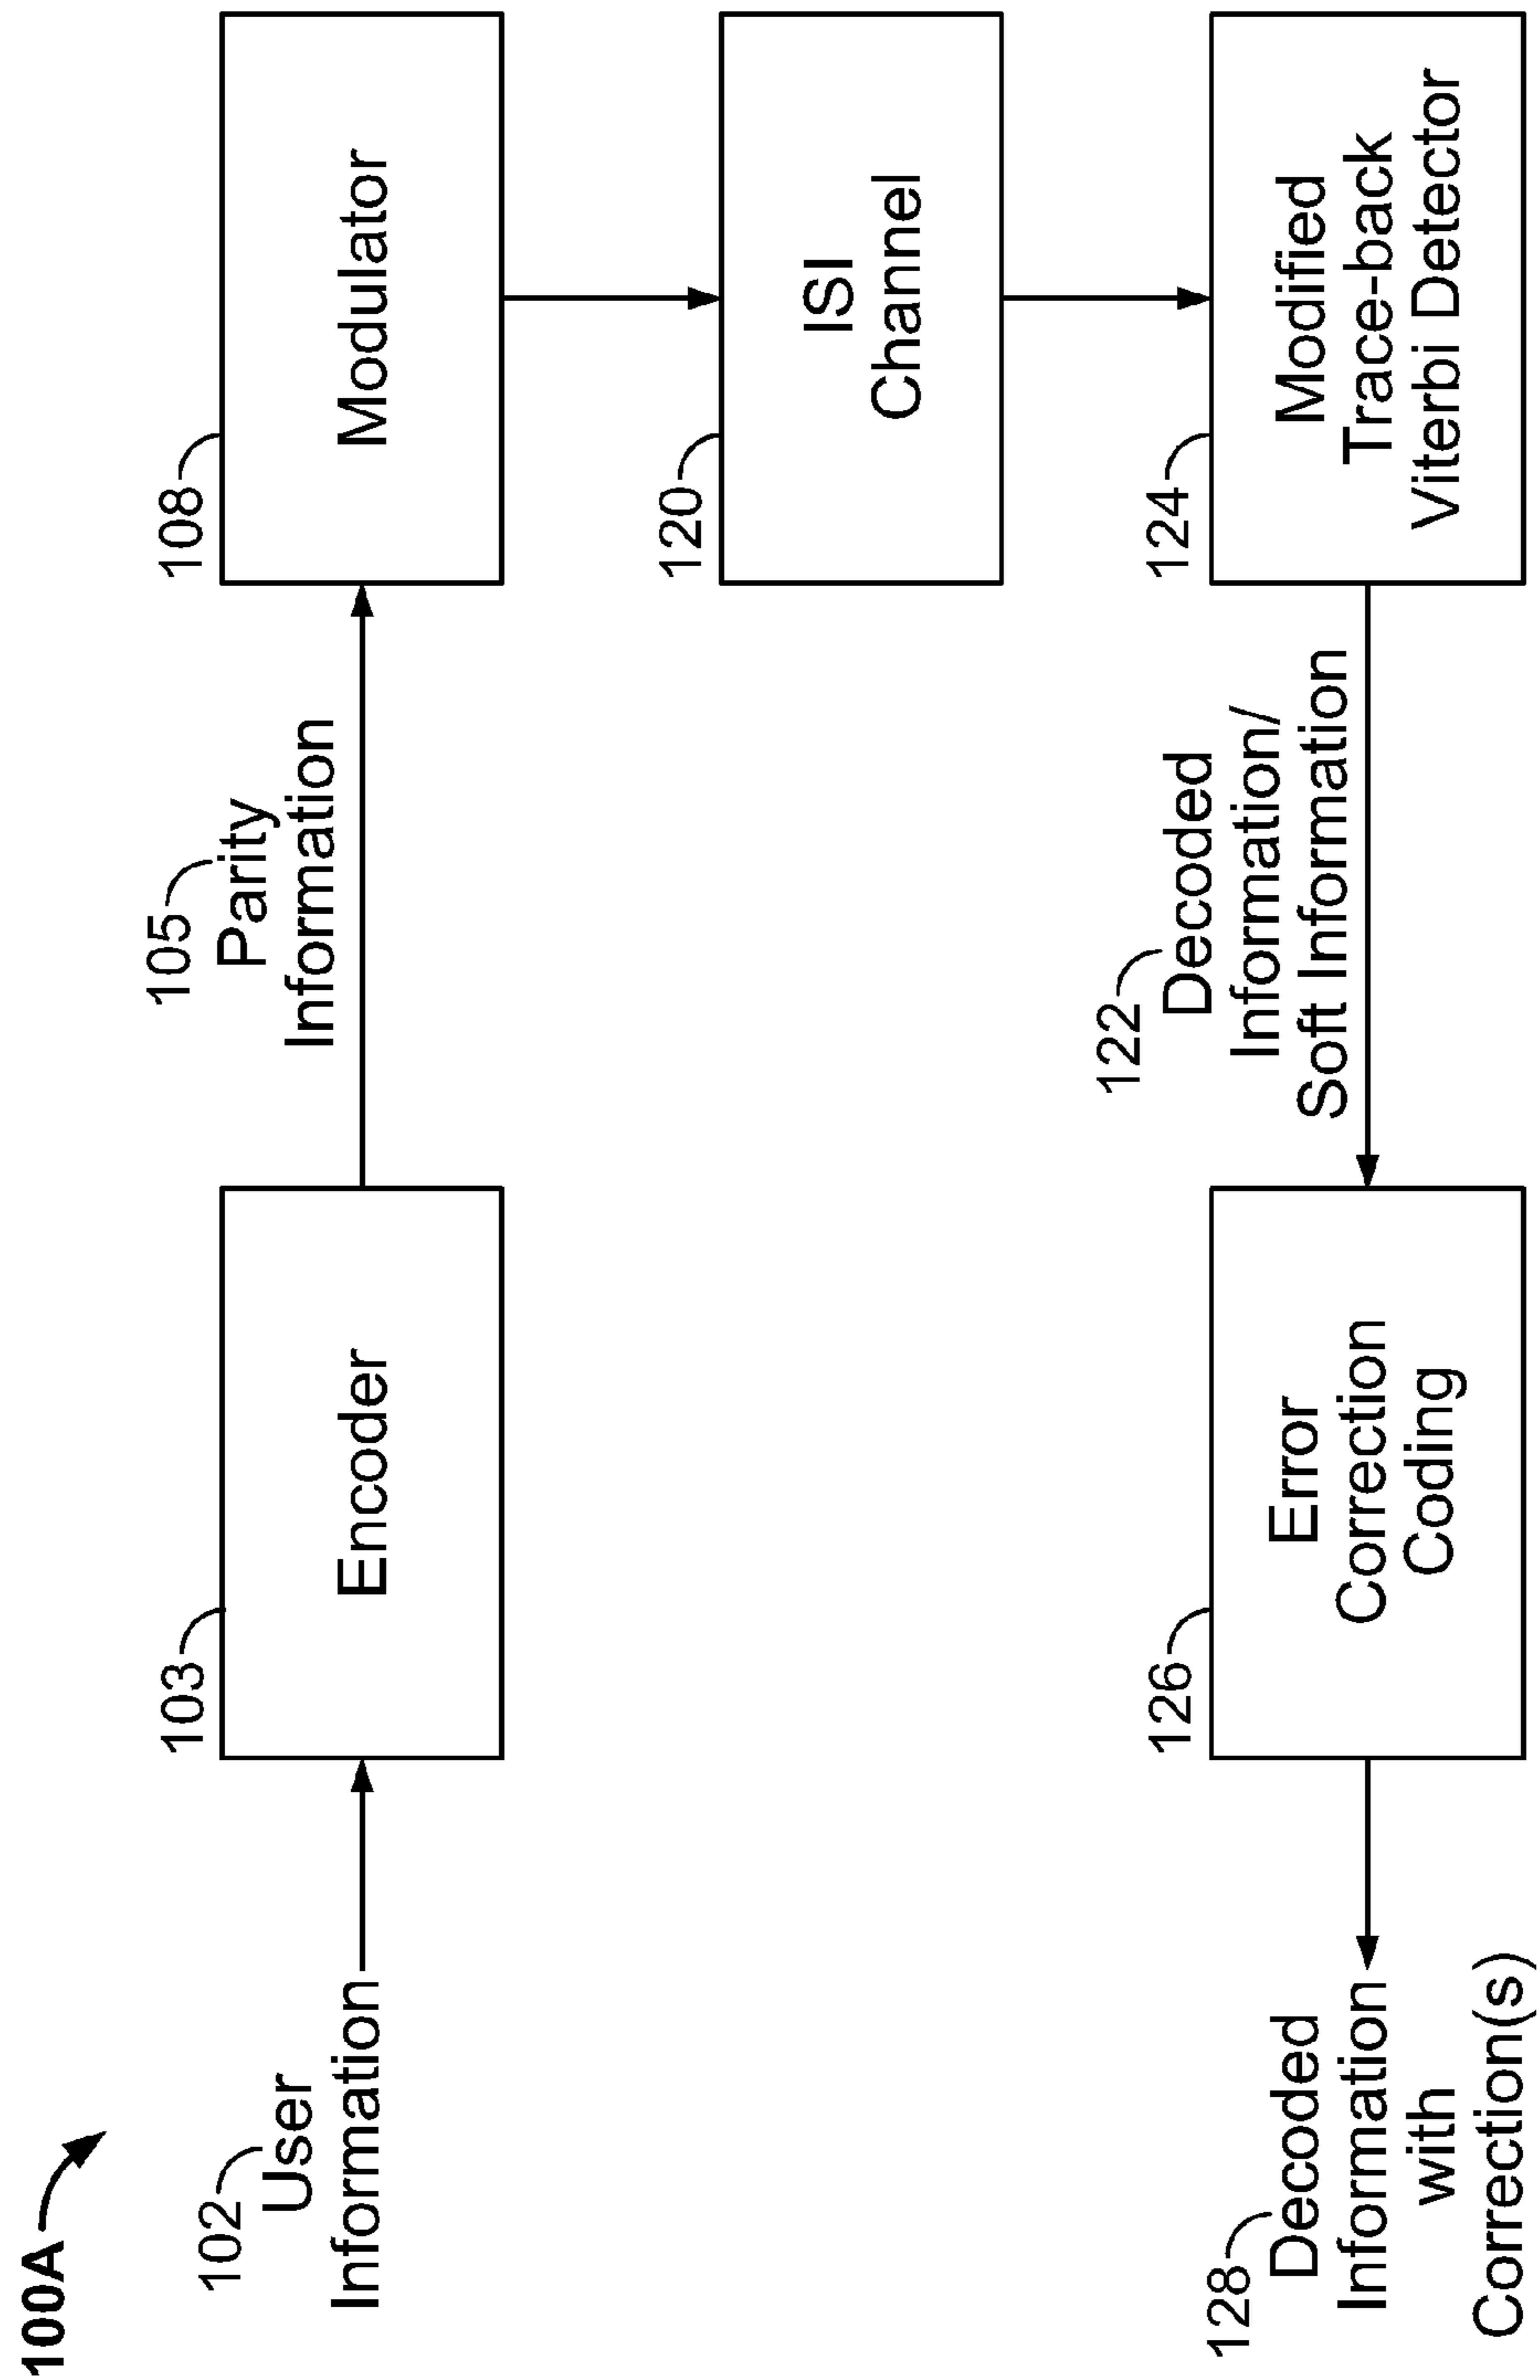 100A
102
User
Information
103
Encoder
105
Parity
Information
108
Modulator
120
ISI
Channel
124
Modified
Trace-back
Viterbi Detector
122
Decoded
Information/
Soft Information
126
Error
Correction
Coding
128
Decoded
Information
with
Correction(s)